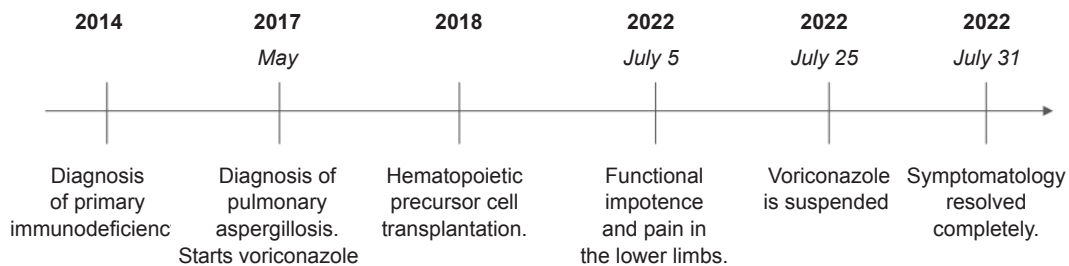 2014
May
2017
2018
2022
July 5
2022
July 25
2022
July 31
Diagnosis
of primary
immunodeficienc
Diagnosis of
pulmonary
aspergillosis.
Starts voriconazole
Hematopoietic
precursor cell
transplantation.
Functional
impotence
and pain in
the lower limbs.
Voriconazole
is suspended
Symptomatology
resolved
completely.